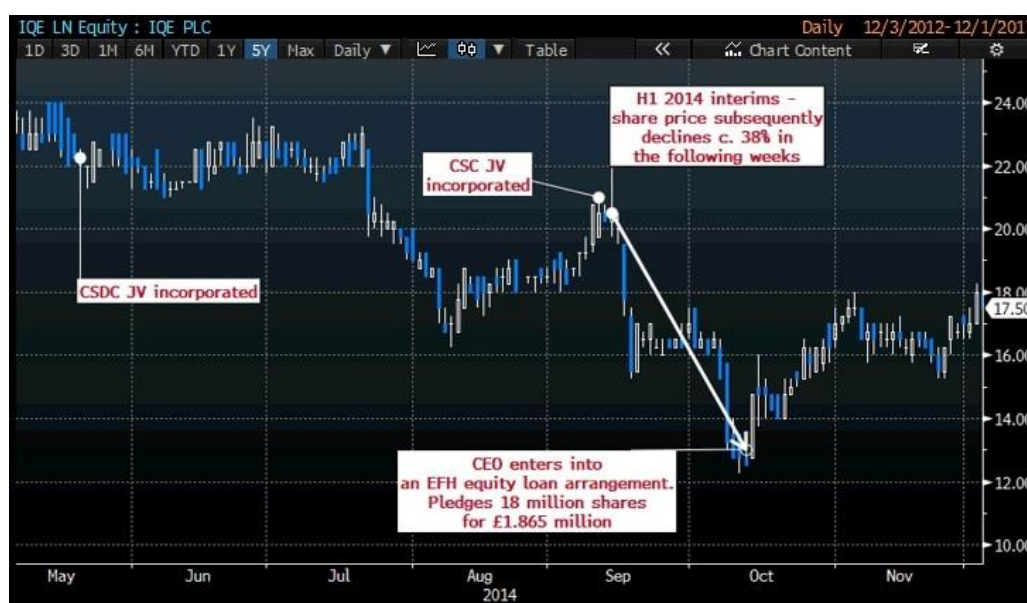 IQE LN Equity : IQE PLC
Daily 12/3/2012-12/1/201
1D 3D 1M 6M YTD 1Y 5Y Max Daily ▼ ▼ Table « Chart Content
H1 2014 interims –
share price subsequently
declines c. 38% in
the following weeks
CSC JV
incorporated
CSDC JV incorporated
CEO enters into
an EFH equity loan arrangement.
Pledges 18 million shares
for £1.865 million
24.00
22.00
20.00
18.00
17.50
16.00
14.00
12.00
10.00
May Jun Jul Aug Sep Oct Nov
2014